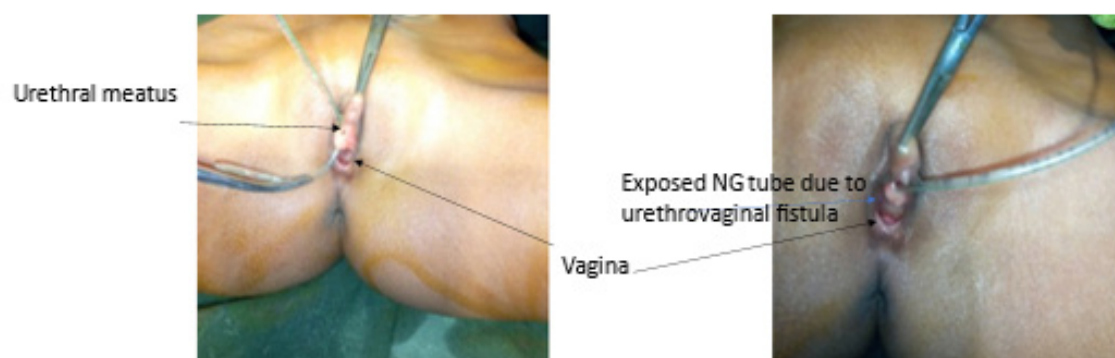 Urethral meatus
Exposed NG tube due to
urethrovaginal fistula
Vagina